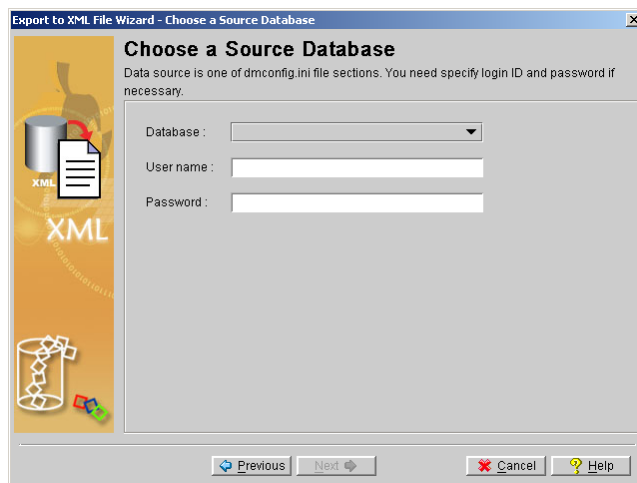 Export to XML File Wizard - Choose a Source Database
Choose a Source Database
Data source is one of dmconfig.ini file sections. You need specify login ID and password if
necessary.
Database :
User name :
Password :
XML
XML
Previous
Next
Cancel
Help